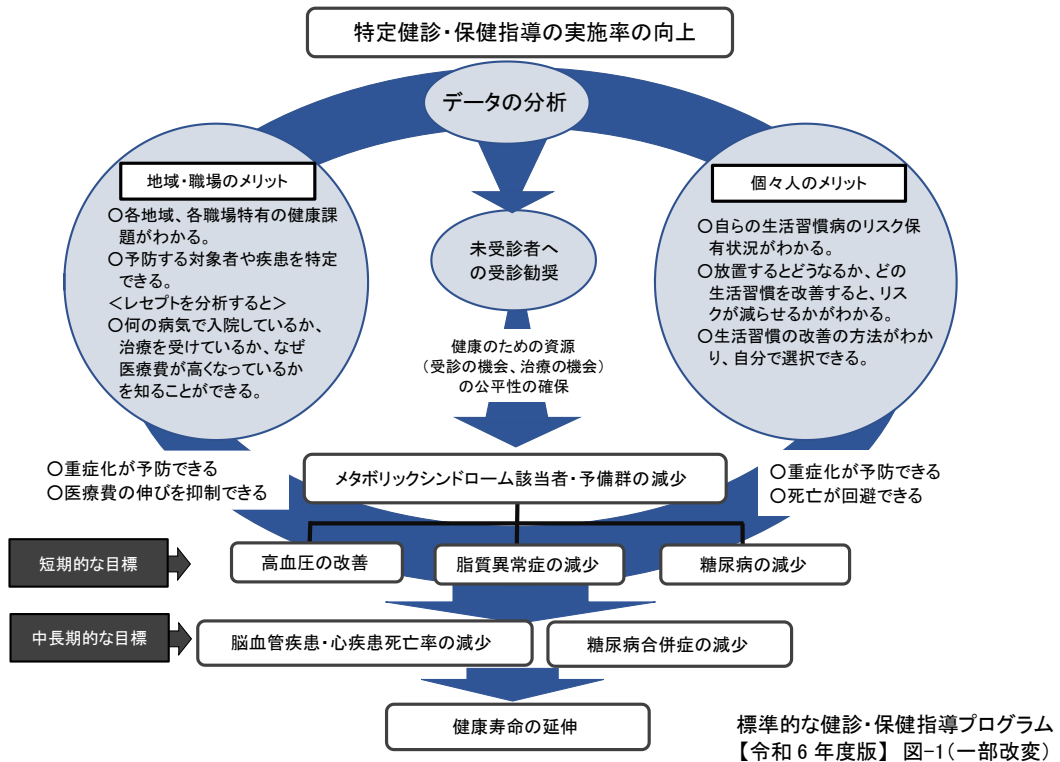 特定健診・保健指導の実施率の向上
データの分析
地域・職場のメリット
○各地域、各職場特有の健康課
題がわかる。
○予防する対象者や疾患を特定
できる。
＜レセプトを分析すると＞
○何の病気で入院しているか、
治療を受けているか、なぜ
医療費が高くなっているか
を知ることができる。
未受診者へ
の受診勧奨
健康のための資源
（受診の機会、治療の機会）
の公平性の確保
個々人のメリット
○自らの生活習慣病のリスク保
有状況がわかる。
○放置するとどうなるか、どの
生活習慣を改善すると、リス
クが減らせるかがわかる。
○生活習慣の改善の方法がわか
り、自分で選択できる。
○重症化が予防できる
○医療費の伸びを抑制できる
メタボリックシンドローム該当者・予備群の減少
○重症化が予防できる
○死亡が回避できる
短期的な目標
高血圧の改善
脂質異常症の減少
糖尿病の減少
中長期的な目標
脳血管疾患・心疾患死亡率の減少
糖尿病合併症の減少
健康寿命の延伸
標準的な健診・保健指導プログラム
【令和６年度版】 図−1（一部改変）